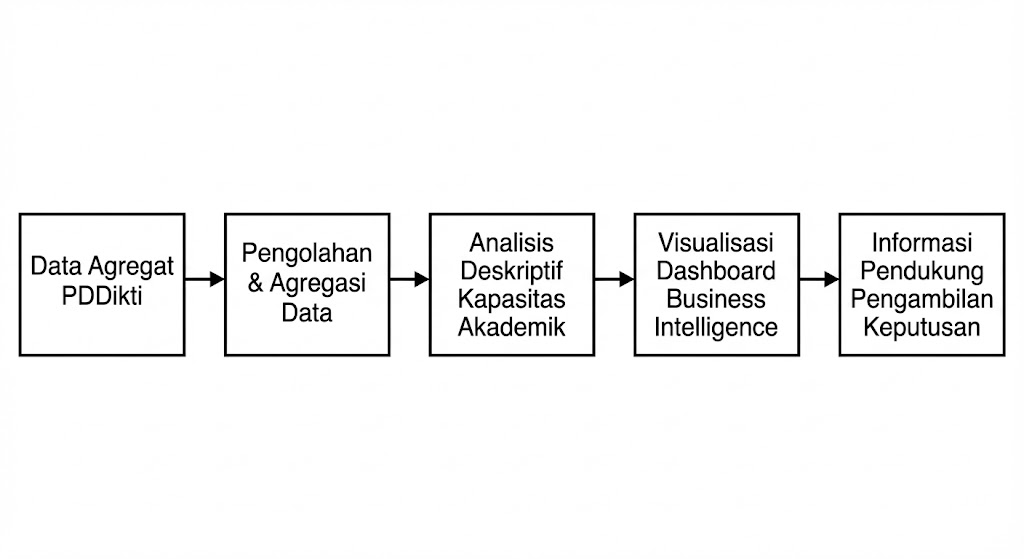 Data Agregat
PDDikti
Pengolahan
& Agregasi
Data
Analisis
Deskriptif
Kapasitas
Akademik
Visualisasi
Dashboard
Business
Intelligence
Informasi
Pendukung
Pengambilan
Keputusan